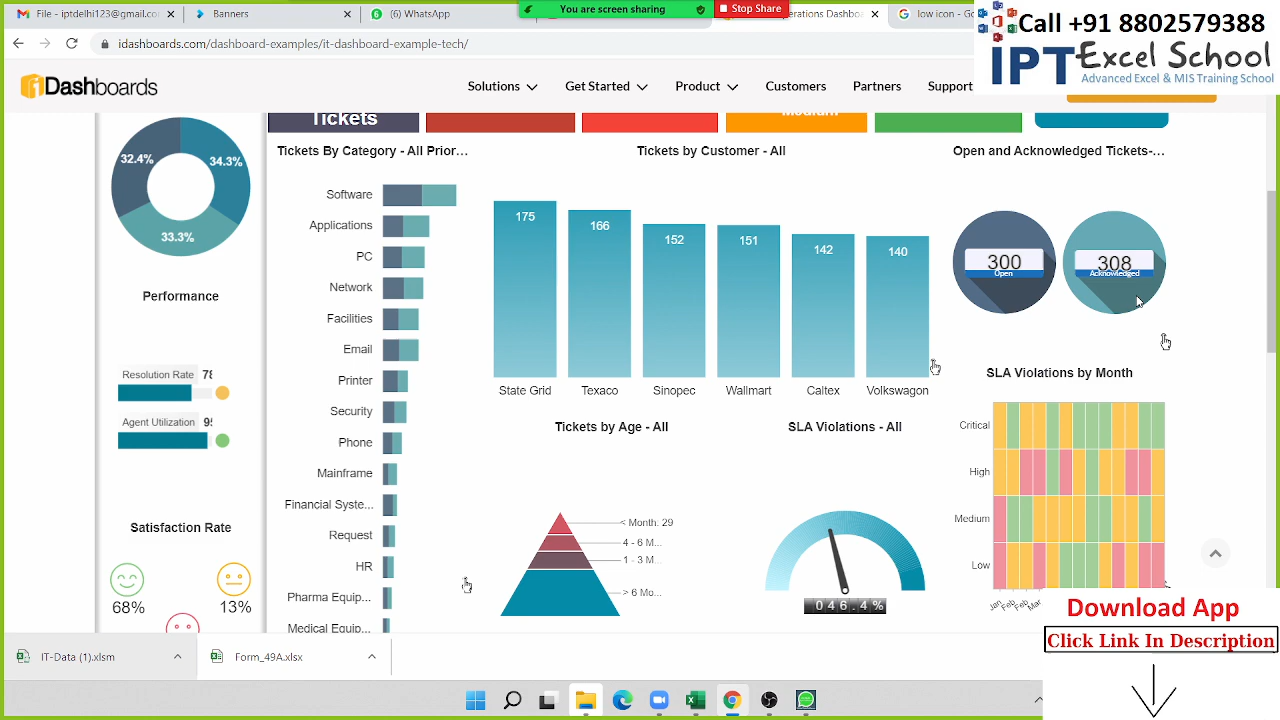 File - iptdelhi123@gmail.co
Banners
(6) WhatsApp
You are screen sharing
Stop Share
perations Dashboa
low icon - Go
idashboards.com/dashboard-examples/it-dashboard-example-tech/
Call +91 8802579388
IPT Excel School
Advanced Excel & MIS Training School
iDashboards
Solutions
Get Started
Product
Customers
Partners
Support
Tickets
Medium
Tickets By Category - All Prior...
Tickets by Customer - All
Open and Acknowledged Tickets-...
32.4%
34.3%
33.3%
Performance
Resolution Rate 78
Agent Utilization 95
Satisfaction Rate
68%
13%
Software
Applications
PC
Network
Facilities
Email
Printer
Security
Phone
Mainframe
Financial Syste...
Request
HR
Pharma Equip...
Medical Equip...
175
166
152
151
142
140
State Grid
Texaco
Sinopec
Wallmart
Caltex
Volkswagon
300
Open
308
Acknowledged
Tickets by Age - All
< Month. 29
4 - 6 M...
1 - 3 M...
> 6 Mo...
SLA Violations - All
046.4%
SLA Violations by Month
Critical
High
Medium
Low
Jan
Feb
Feb
Mar
Download App
Click Link In Description
IT-Data (1).xlsm
Form_49A.xlsx